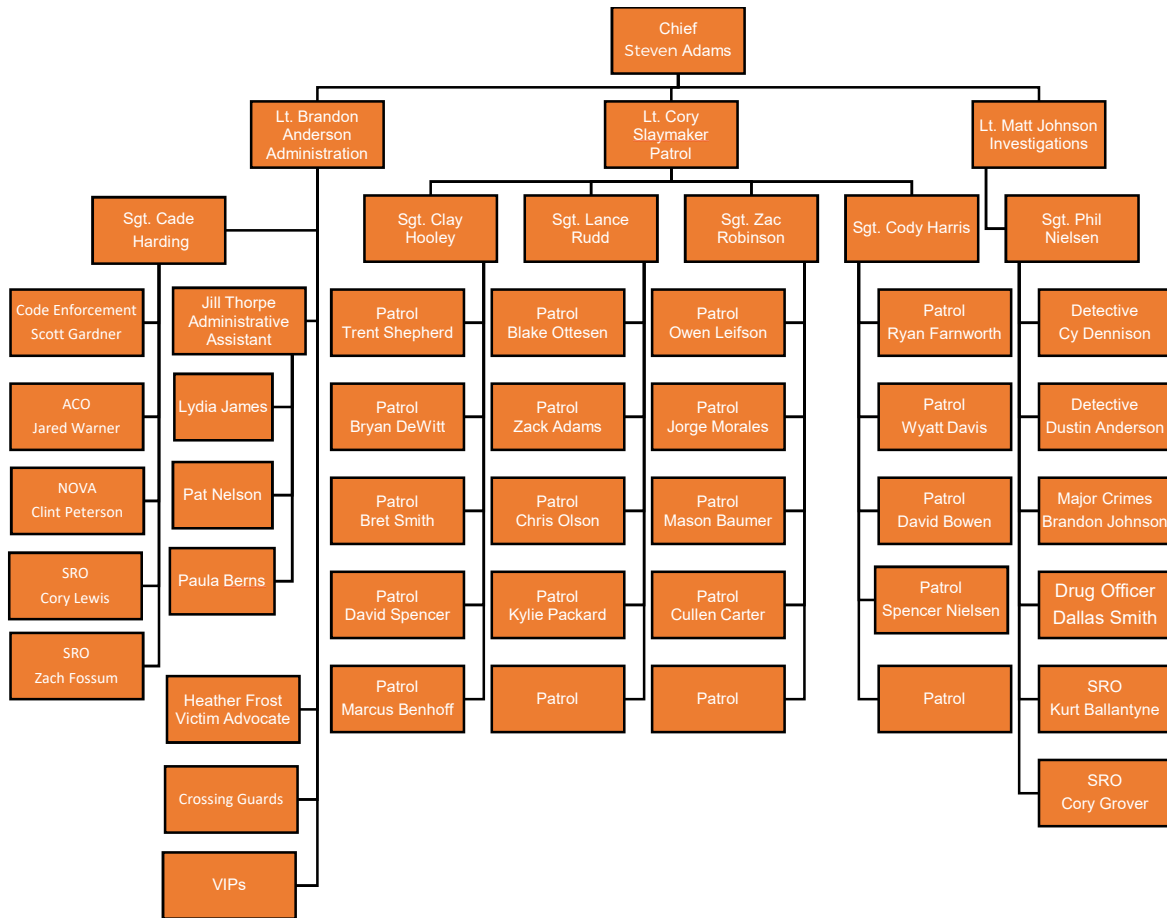 Chief
Steven Adams
Lt. Brandon
Anderson
Administration
Lt. Cory
Slaymaker
Patrol
Lt. Matt Johnson
Investigations
Sgt. Cade
Harding
Sgt. Clay
Hooley
Sgt. Lance
Rudd
Sgt. Zac
Robinson
Sgt. Cody Harris
Sgt. Phil
Nielsen
Code Enforcement
Scott Gardner
Jill Thorpe
Administrative
Assistant
Patrol
Trent Shepherd
Patrol
Blake Ottesen
Patrol
Owen Leifson
Patrol
Ryan Farnworth
Detective
Cy Dennison
ACO
Jared Warner
Lydia James
Patrol
Bryan DeWitt
Patrol
Zack Adams
Patrol
Jorge Morales
Patrol
Wyatt Davis
Detective
Dustin Anderson
NOVA
Clint Peterson
Pat Nelson
Patrol
Bret Smith
Patrol
Chris Olson
Patrol
Mason Baumer
Patrol
David Bowen
Major Crimes
Brandon Johnson
SRO
Cory Lewis
Paula Berns
Patrol
David Spencer
Patrol
Kylie Packard
Patrol
Cullen Carter
Patrol
Spencer Nielsen
Drug Officer
Dallas Smith
SRO
Zach Fossum
Heather Frost
Victim Advocate
Patrol
Marcus Benhoff
Patrol
Patrol
Patrol
SRO
Kurt Ballantyne
Crossing Guards
SRO
Cory Grover
VIPs